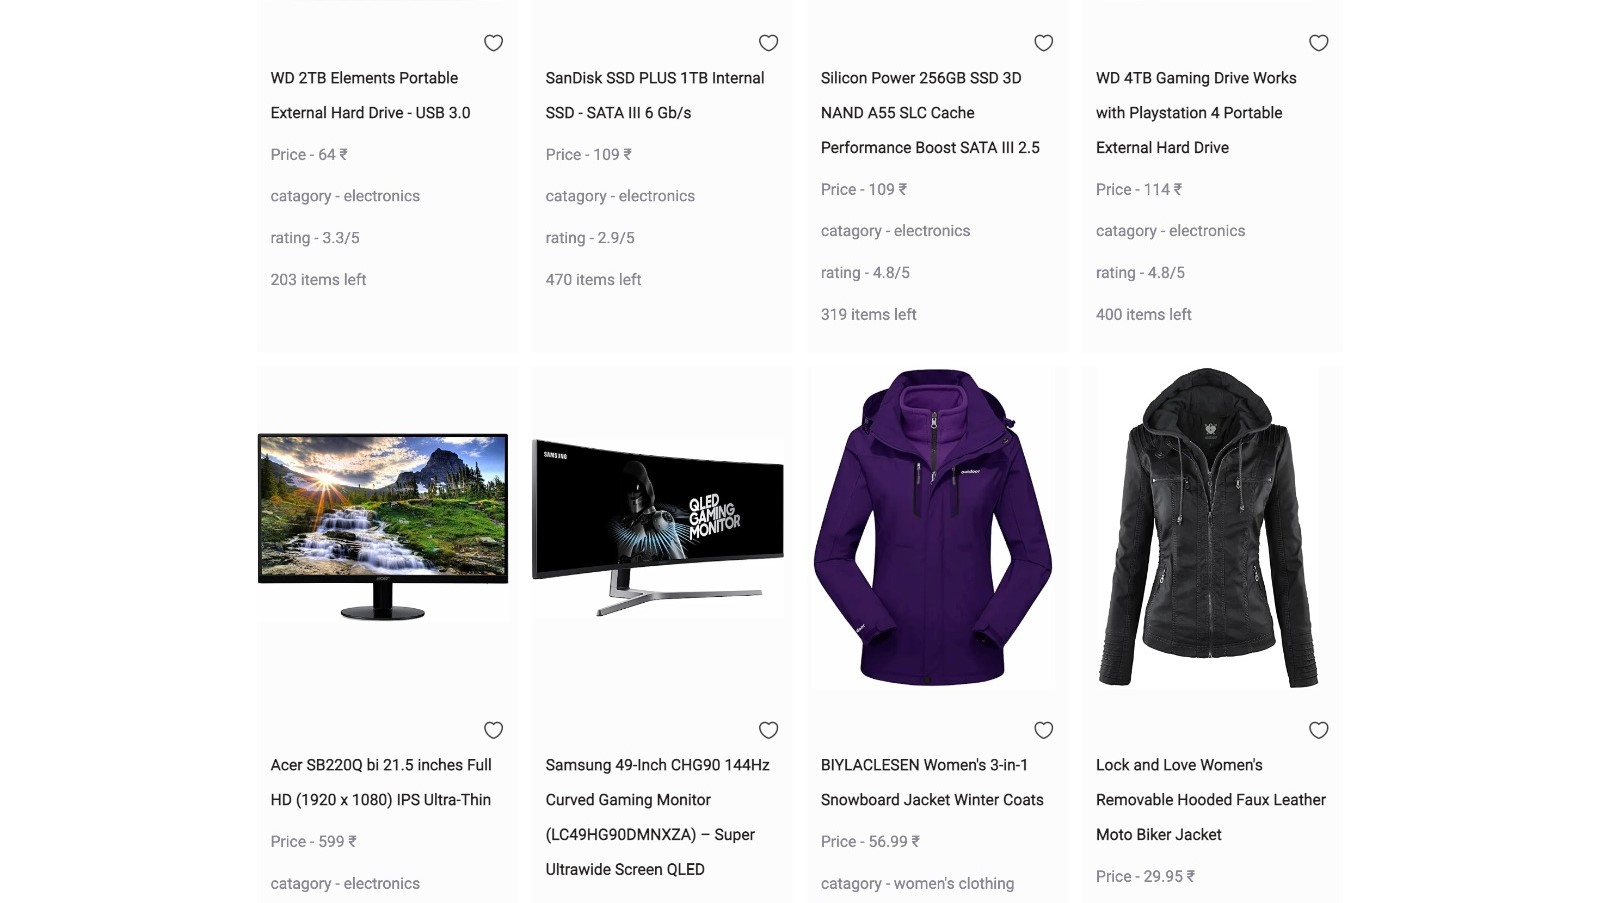 WD 2TB Elements Portable
External Hard Drive - USB 3.0
Price - 64 ₹
catagory - electronics
rating - 3.3/5
203 items left
SanDisk SSD PLUS 1TB Internal
SSD - SATA III 6 Gb/s
Price - 109 ₹
catagory - electronics
rating - 2.9/5
470 items left
Silicon Power 256GB SSD 3D
NAND A55 SLC Cache
Performance Boost SATA III 2.5
Price - 109 ₹
catagory - electronics
rating - 4.8/5
319 items left
WD 4TB Gaming Drive Works
with Playstation 4 Portable
External Hard Drive
Price - 114 ₹
catagory - electronics
rating - 4.8/5
400 items left
acer
Acer SB220Q bi 21.5 inches Full
HD (1920 x 1080) IPS Ultra-Thin
Price - 599 ₹
catagory - electronics
SAMSUNG
QLED
GAMING
MONITOR
Samsung 49-Inch CHG90 144Hz
Curved Gaming Monitor
(LC49HG90DMNXZA) – Super
Ultrawide Screen QLED
outdoor
BIYLACLESEN Women's 3-in-1
Snowboard Jacket Winter Coats
Price - 56.99 ₹
catagory - women's clothing
Lock and Love Women's
Removable Hooded Faux Leather
Moto Biker Jacket
Price - 29.95 ₹